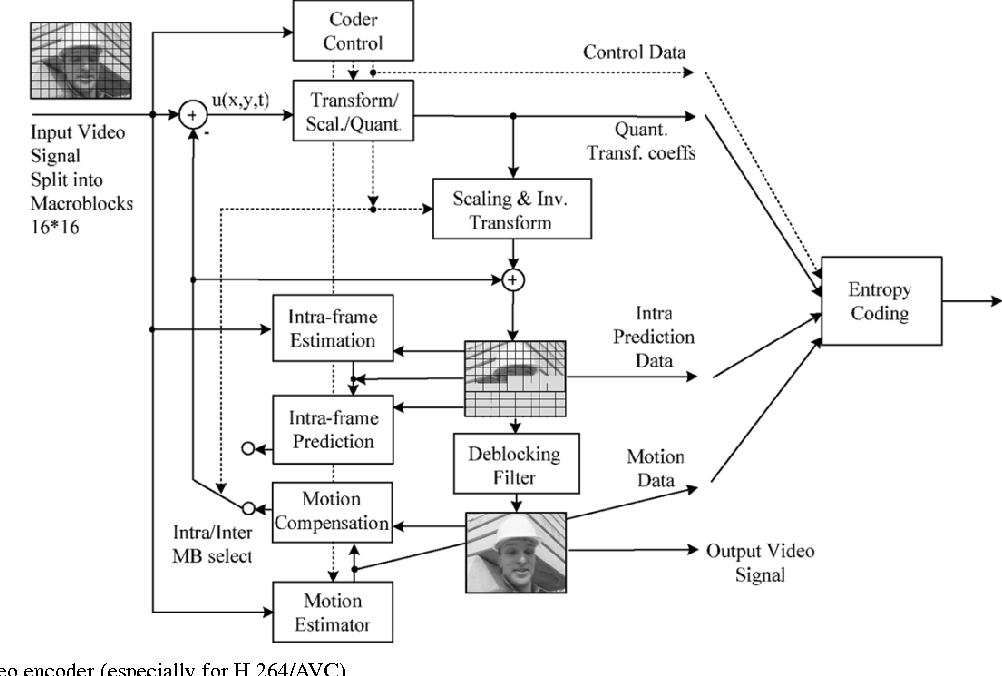 Coder
Control
Control Data
u(x,y,t)
Transform/
Scal./Quant.
+
-
Input Video
Signal
Split into
Macroblocks
16*16
Quant.
Transf. coeffs
Scaling & Inv.
Transform
+
Entropy
Coding
Intra-frame
Estimation
Intra
Prediction
Data
Intra-frame
Prediction
Deblocking
Filter
Motion
Data
Motion
Compensation
Intra/Inter
MB select
Output Video
Signal
Motion
Estimator
eo encoder (especially for H.264/AVC)